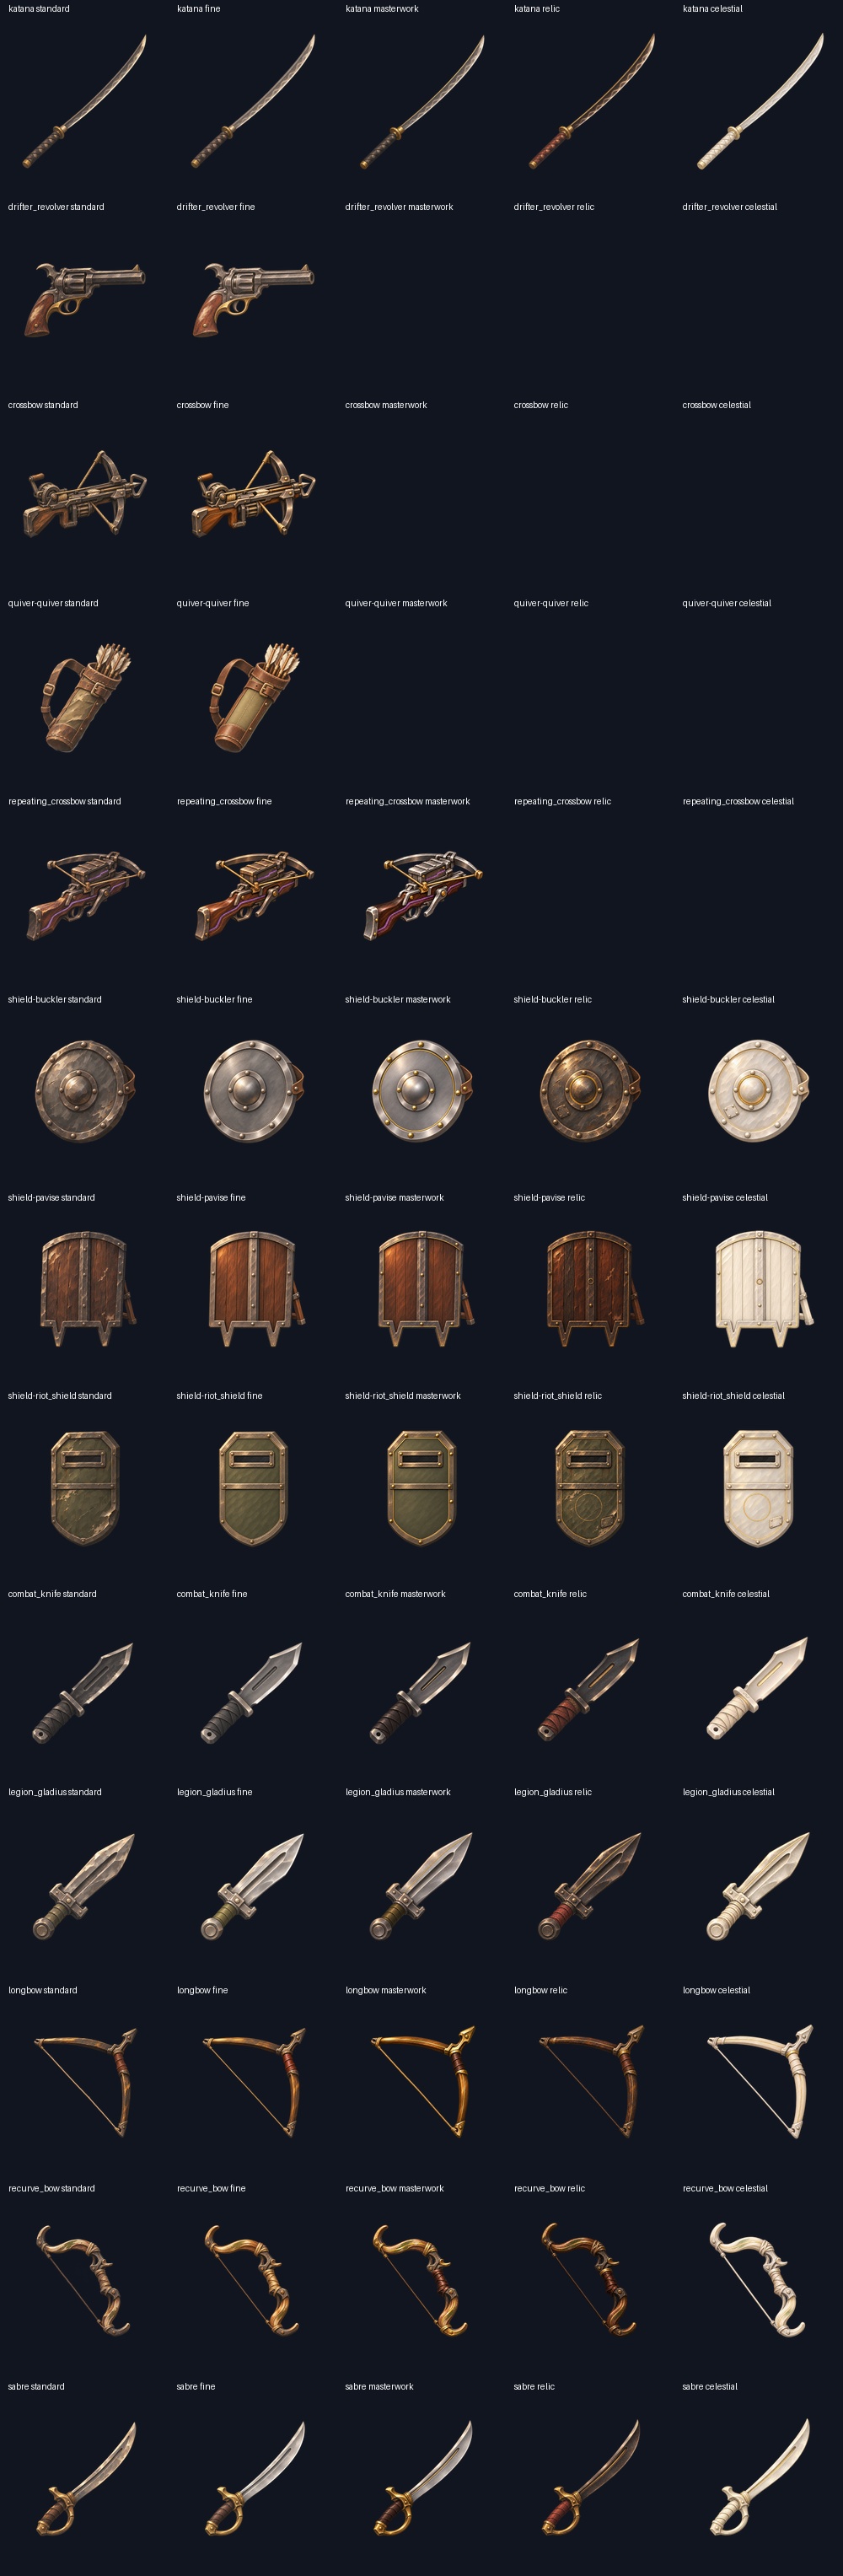 katana standard katana fine katana masterwork katana relic katana celestial
drifter_revolver standard drifter_revolver fine drifter_revolver masterwork drifter_revolver relic drifter_revolver celestial
crossbow standard crossbow fine crossbow masterwork crossbow relic crossbow celestial
quiver-quiver standard quiver-quiver fine quiver-quiver masterwork quiver-quiver relic quiver-quiver celestial
repeating_crossbow standard repeating_crossbow fine repeating_crossbow masterwork repeating_crossbow relic repeating_crossbow celestial
shield-buckler standard shield-buckler fine shield-buckler masterwork shield-buckler relic shield-buckler celestial
shield-pavise standard shield-pavise fine shield-pavise masterwork shield-pavise relic shield-pavise celestial
shield-riot_shield standard shield-riot_shield fine shield-riot_shield masterwork shield-riot_shield relic shield-riot_shield celestial
combat_knife standard combat_knife fine combat_knife masterwork combat_knife relic combat_knife celestial
legion_gladius standard legion_gladius fine legion_gladius masterwork legion_gladius relic legion_gladius celestial
longbow standard longbow fine longbow masterwork longbow relic longbow celestial
recurve_bow standard recurve_bow fine recurve_bow masterwork recurve_bow relic recurve_bow celestial
sabre standard sabre fine sabre masterwork sabre relic sabre celestial